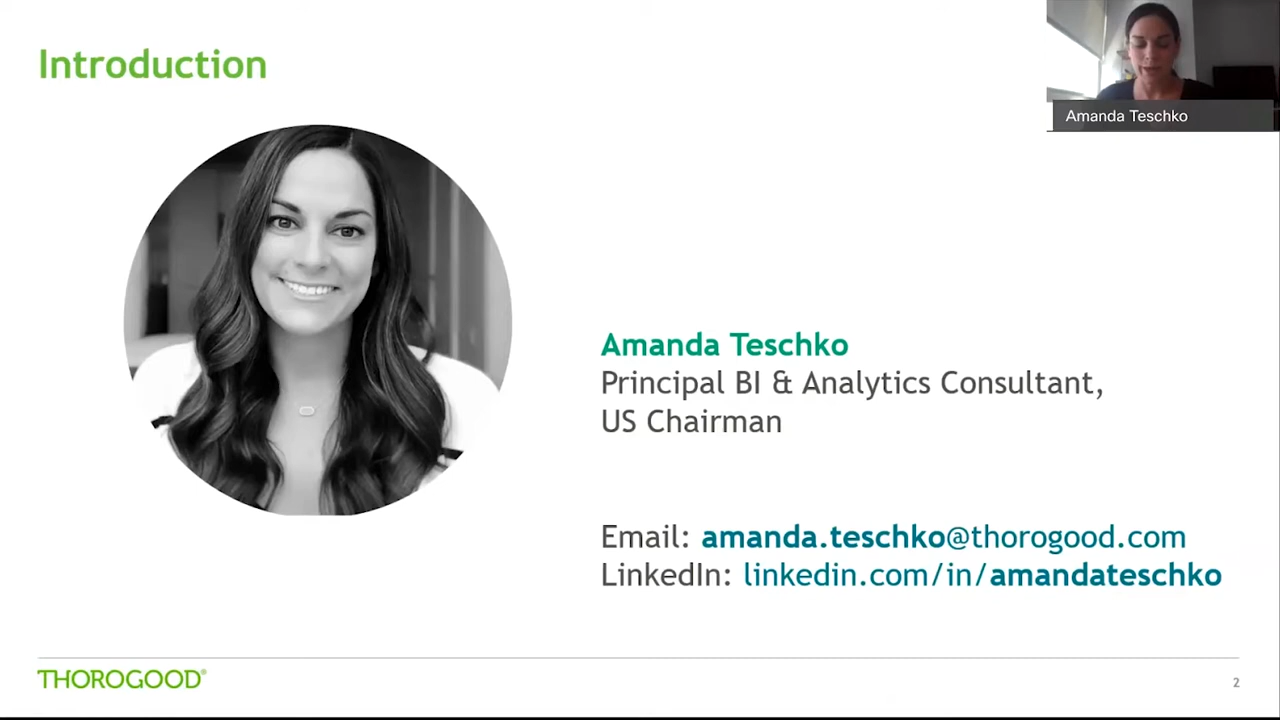 Introduction
Amanda Teschko
Amanda Teschko
Principal BI & Analytics Consultant,
US Chairman
Email: amanda.teschko@thorogood.com
LinkedIn: linkedin.com/in/amandateschko
THOROGOOD®
2